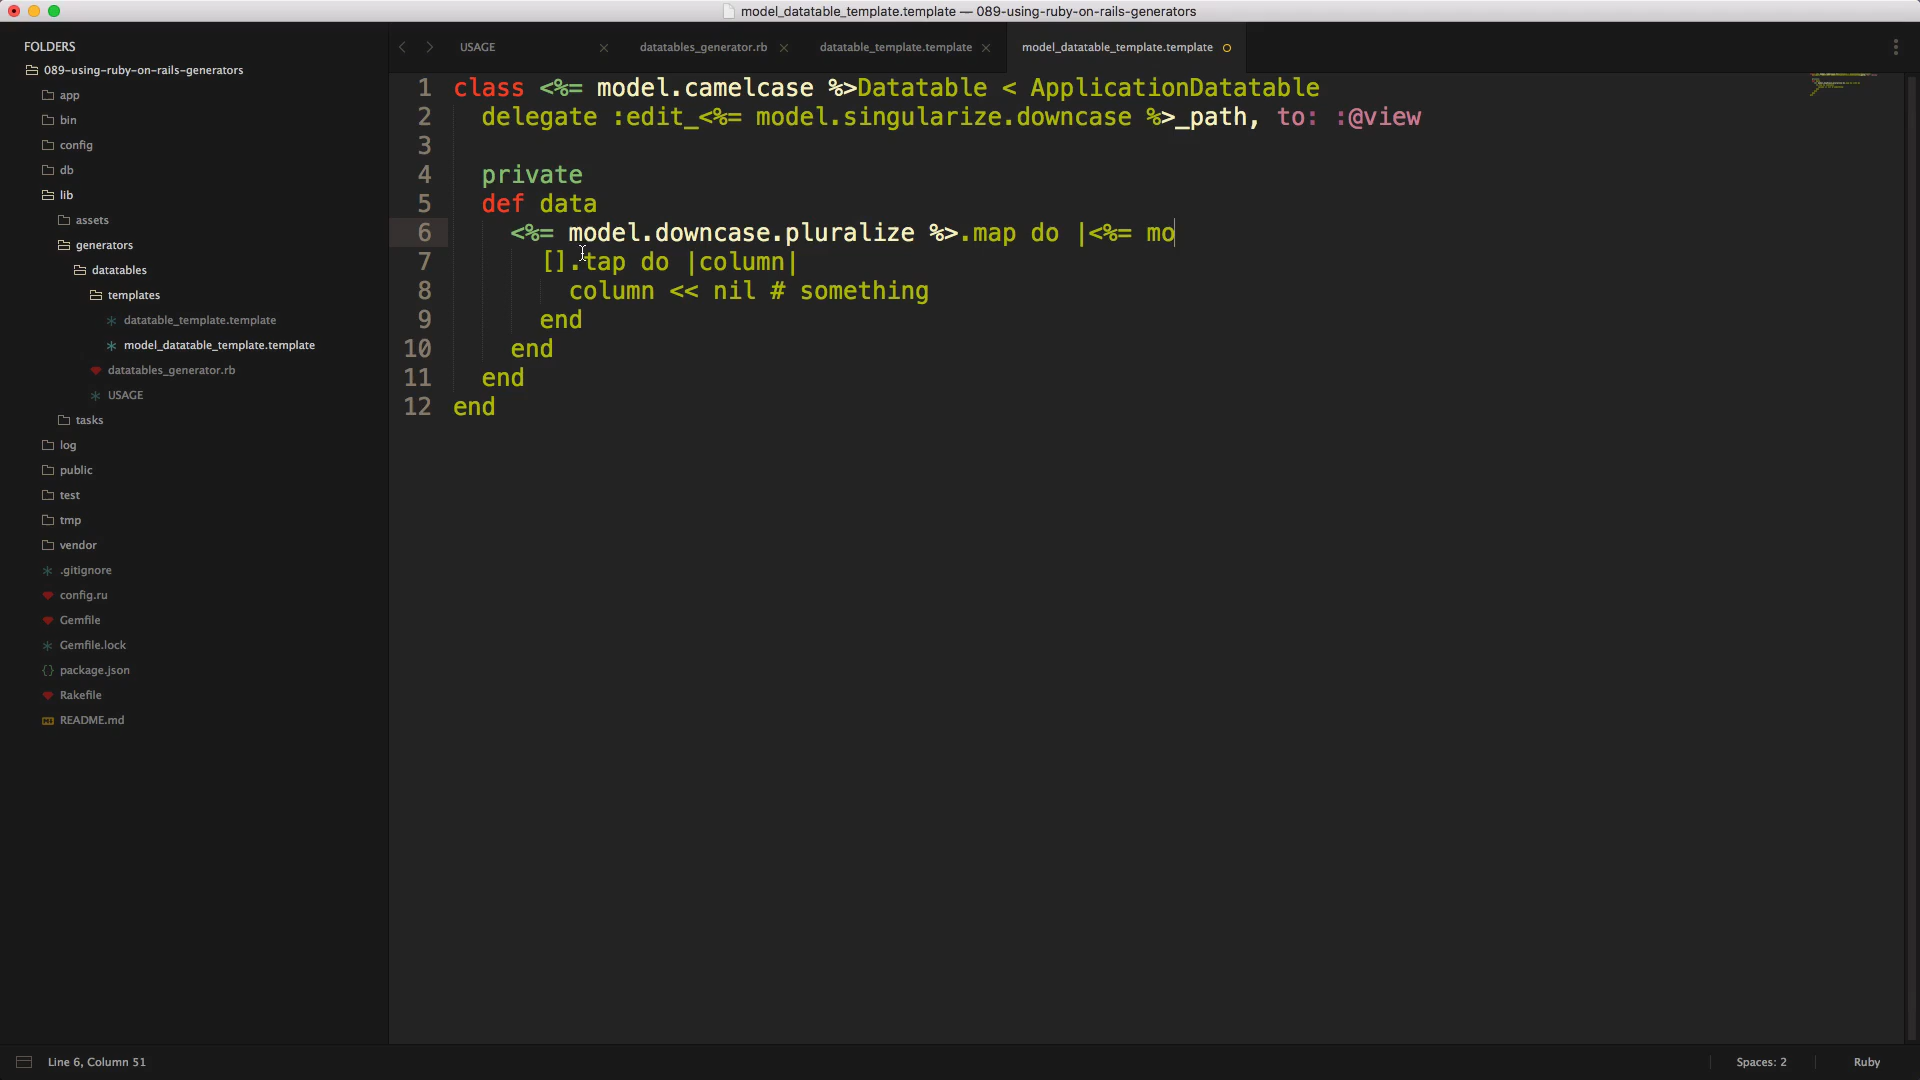 model_datatable_template.template — 089-using-ruby-on-rails-generators
FOLDERS
089-using-ruby-on-rails-generators
app
bin
config
db
lib
assets
generators
datatables
templates
datatable_template.template
model_datatable_template.template
datatables_generator.rb
USAGE
tasks
log
public
test
tmp
vendor
.gitignore
config.ru
Gemfile
Gemfile.lock
package.json
Rakefile
README.md
USAGE
datatables_generator.rb
datatable_template.template
model_datatable_template.template
1 class <%= model.camelcase %>Datatable < ApplicationDatatable
2 delegate :edit_<%= model.singularize.downcase %>_path, to: :@view
3
4 private
5 def data
6 <%= model.downcase.pluralize %>.map do |<%= mo
7 [].tap do |column|
8 column << nil # something
9 end
10 end
11 end
12 end
Line 6, Column 51
Spaces: 2
Ruby